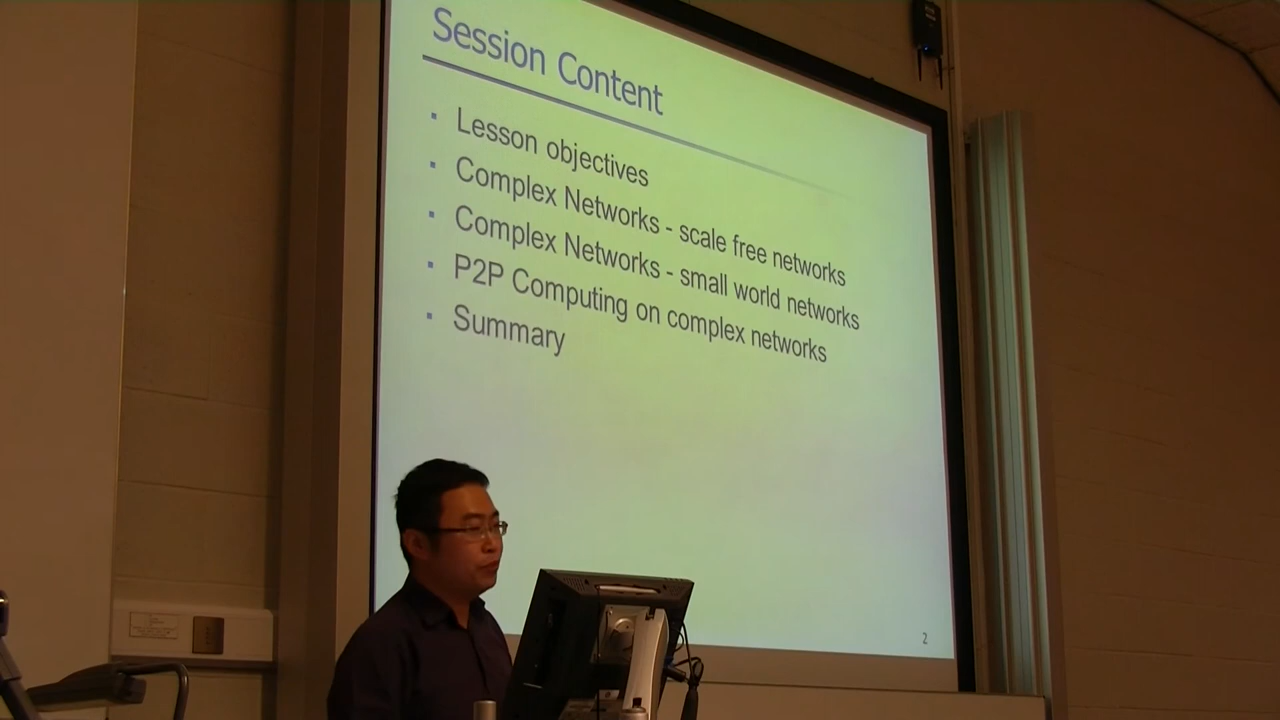 Session Content
▪ Lesson objectives
▪ Complex Networks - scale free networks
▪ Complex Networks - small world networks
▪ P2P Computing on complex networks
▪ Summary
2